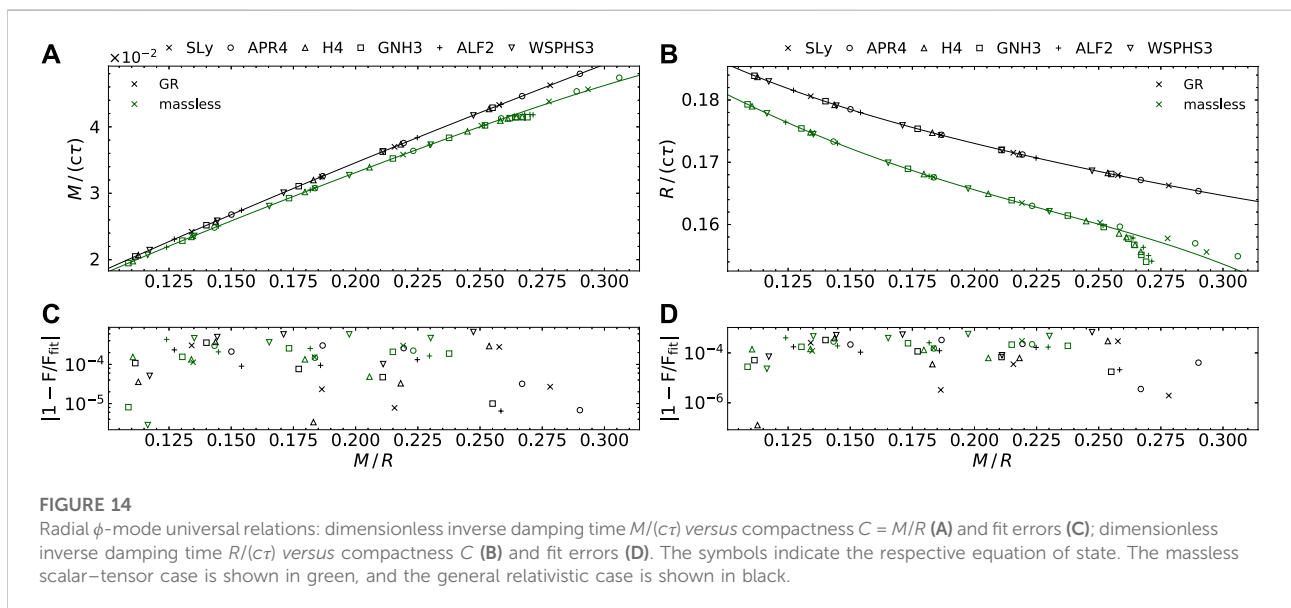 A
× SLy ○ APR4 △ H4 □ GNH3 + ALF2 ▽ WSPHS3
×10⁻²
× GR
× massless
M / (cτ)
4
3
2
0.125 0.150 0.175 0.200 0.225 0.250 0.275 0.300
B
× SLy ○ APR4 △ H4 □ GNH3 + ALF2 ▽ WSPHS3
× GR
× massless
R / (cτ)
0.18
0.17
0.16
0.125 0.150 0.175 0.200 0.225 0.250 0.275 0.300
C
|1 − F/F_fit|
10⁻⁴
10⁻⁵
0.125 0.150 0.175 0.200 0.225 0.250 0.275 0.300
M / R
D
|1 − F/F_fit|
10⁻⁴
10⁻⁶
0.125 0.150 0.175 0.200 0.225 0.250 0.275 0.300
M / R
FIGURE 14
Radial ϕ-mode universal relations: dimensionless inverse damping time M/(cτ) versus compactness C = M/R (A) and fit errors (C); dimensionless
inverse damping time R/(cτ) versus compactness C (B) and fit errors (D). The symbols indicate the respective equation of state. The massless
scalar–tensor case is shown in green, and the general relativistic case is shown in black.